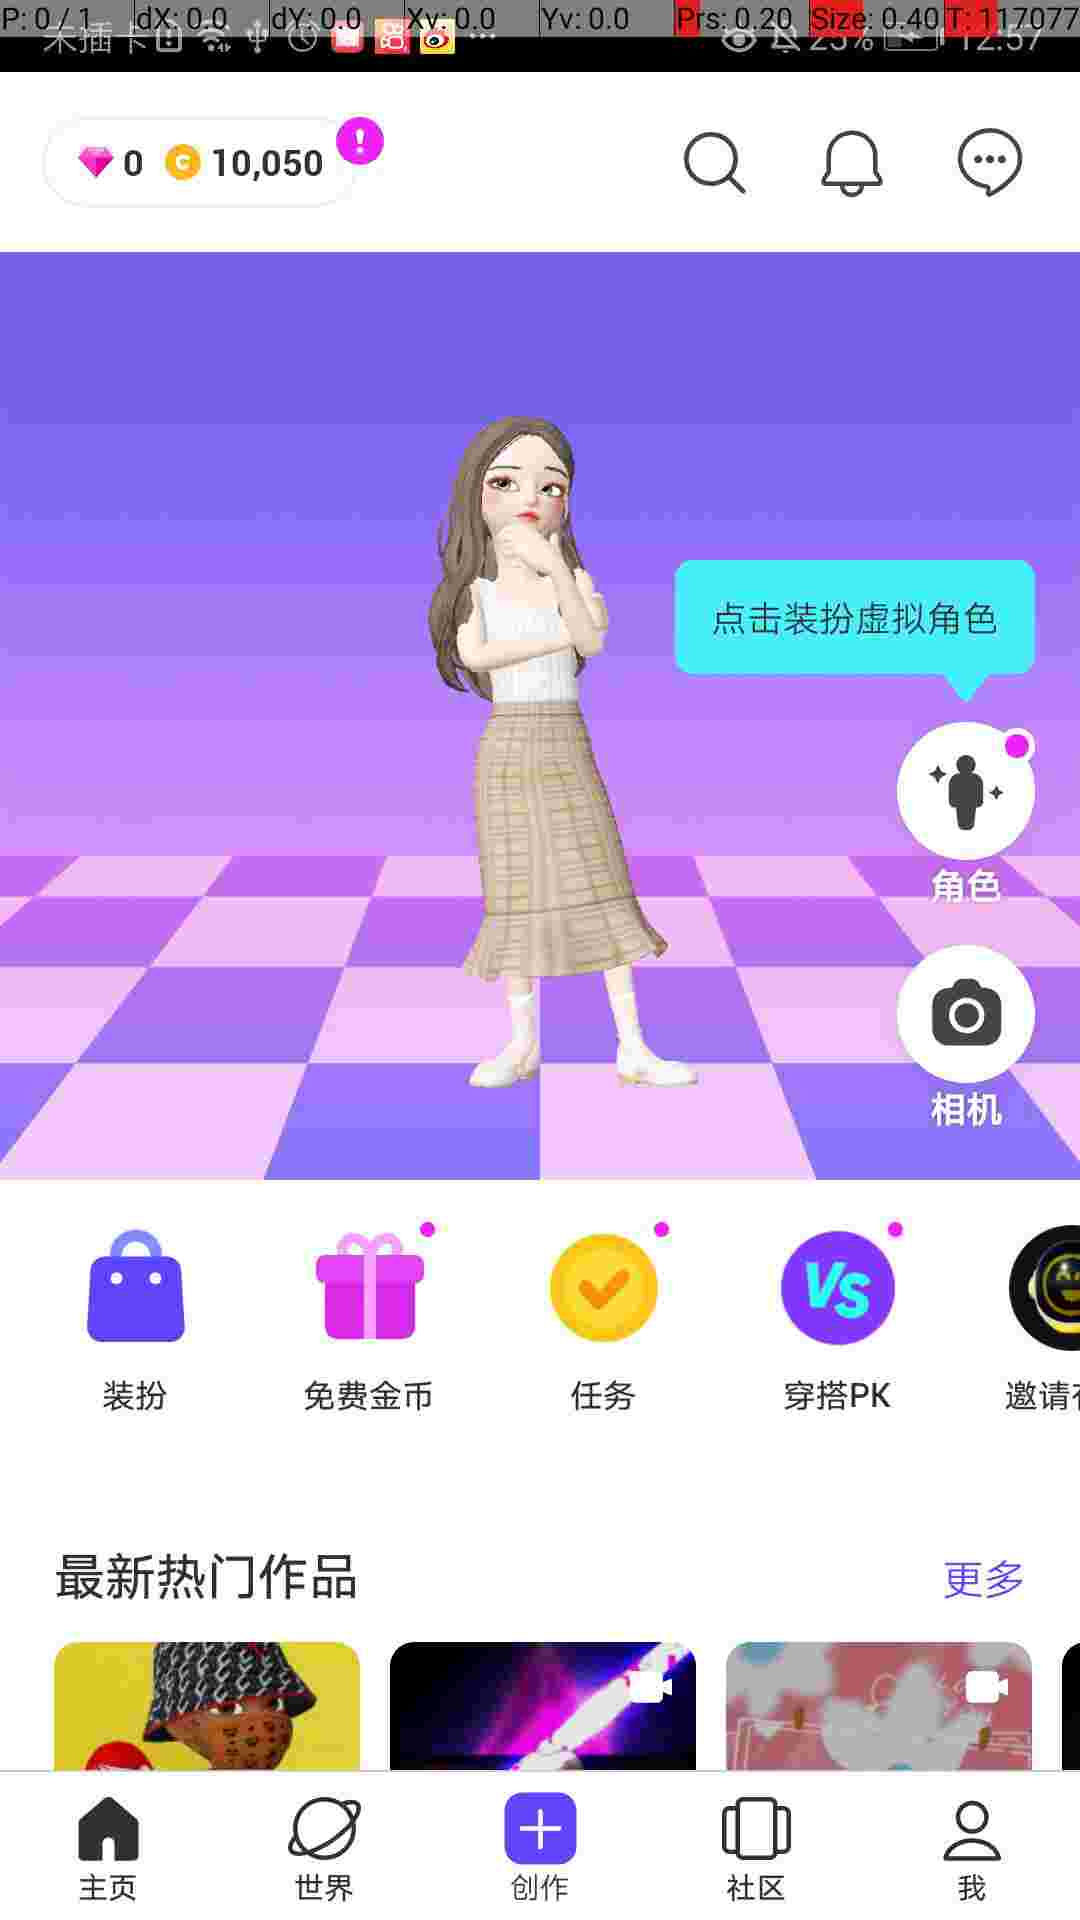 P: 0 / 1 dX: 0.0 dY: 0.0 Xv: 0.0 Yv: 0.0 Prs: 0.20 Size: 0.40 T: 117077
未插卡 25% 12:57
0 10,050
点击装扮虚拟角色
角色
相机
VS
装扮 免费金币 任务 穿搭PK 邀请
最新热门作品 更多
主页 世界 创作 社区 我